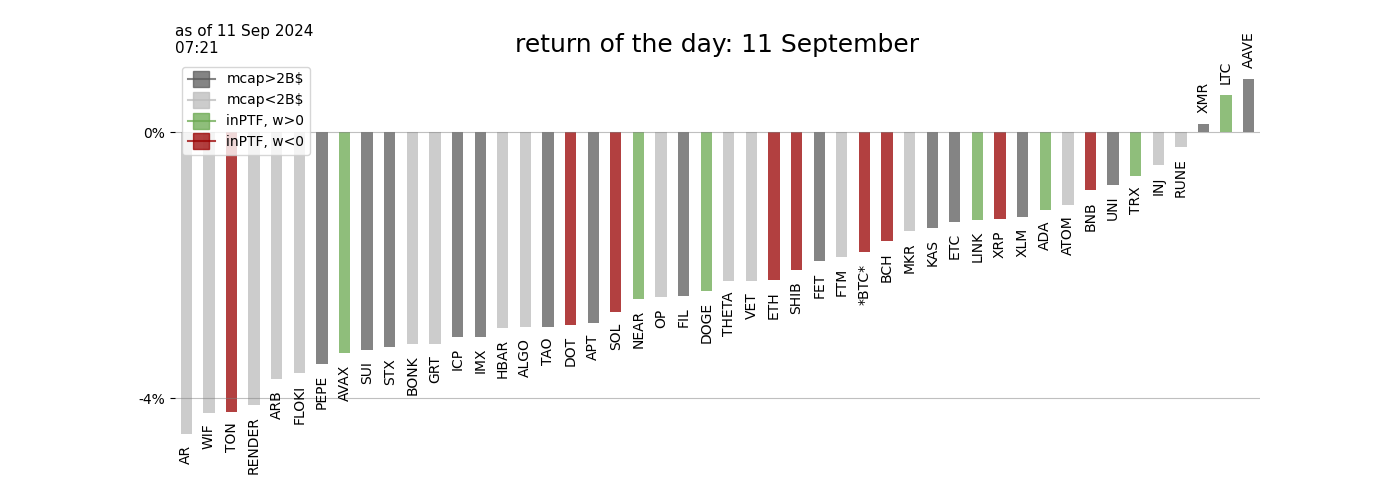 as of 11 Sep 2024
07:21
return of the day: 11 September
mcap>2B$
mcap<2B$
inPTF, w>0
inPTF, w<0
0%
-4%
AR
WIF
TON
RENDER
ARB
FLOKI
PEPE
AVAX
SUI
STX
BONK
GRT
ICP
IMX
HBAR
ALGO
TAO
DOT
APT
SOL
NEAR
OP
FIL
DOGE
THETA
VET
ETH
SHIB
FET
FTM
*BTC*
BCH
MKR
KAS
ETC
LINK
XRP
XLM
ADA
ATOM
BNB
UNI
TRX
INJ
RUNE
XMR
LTC
AAVE